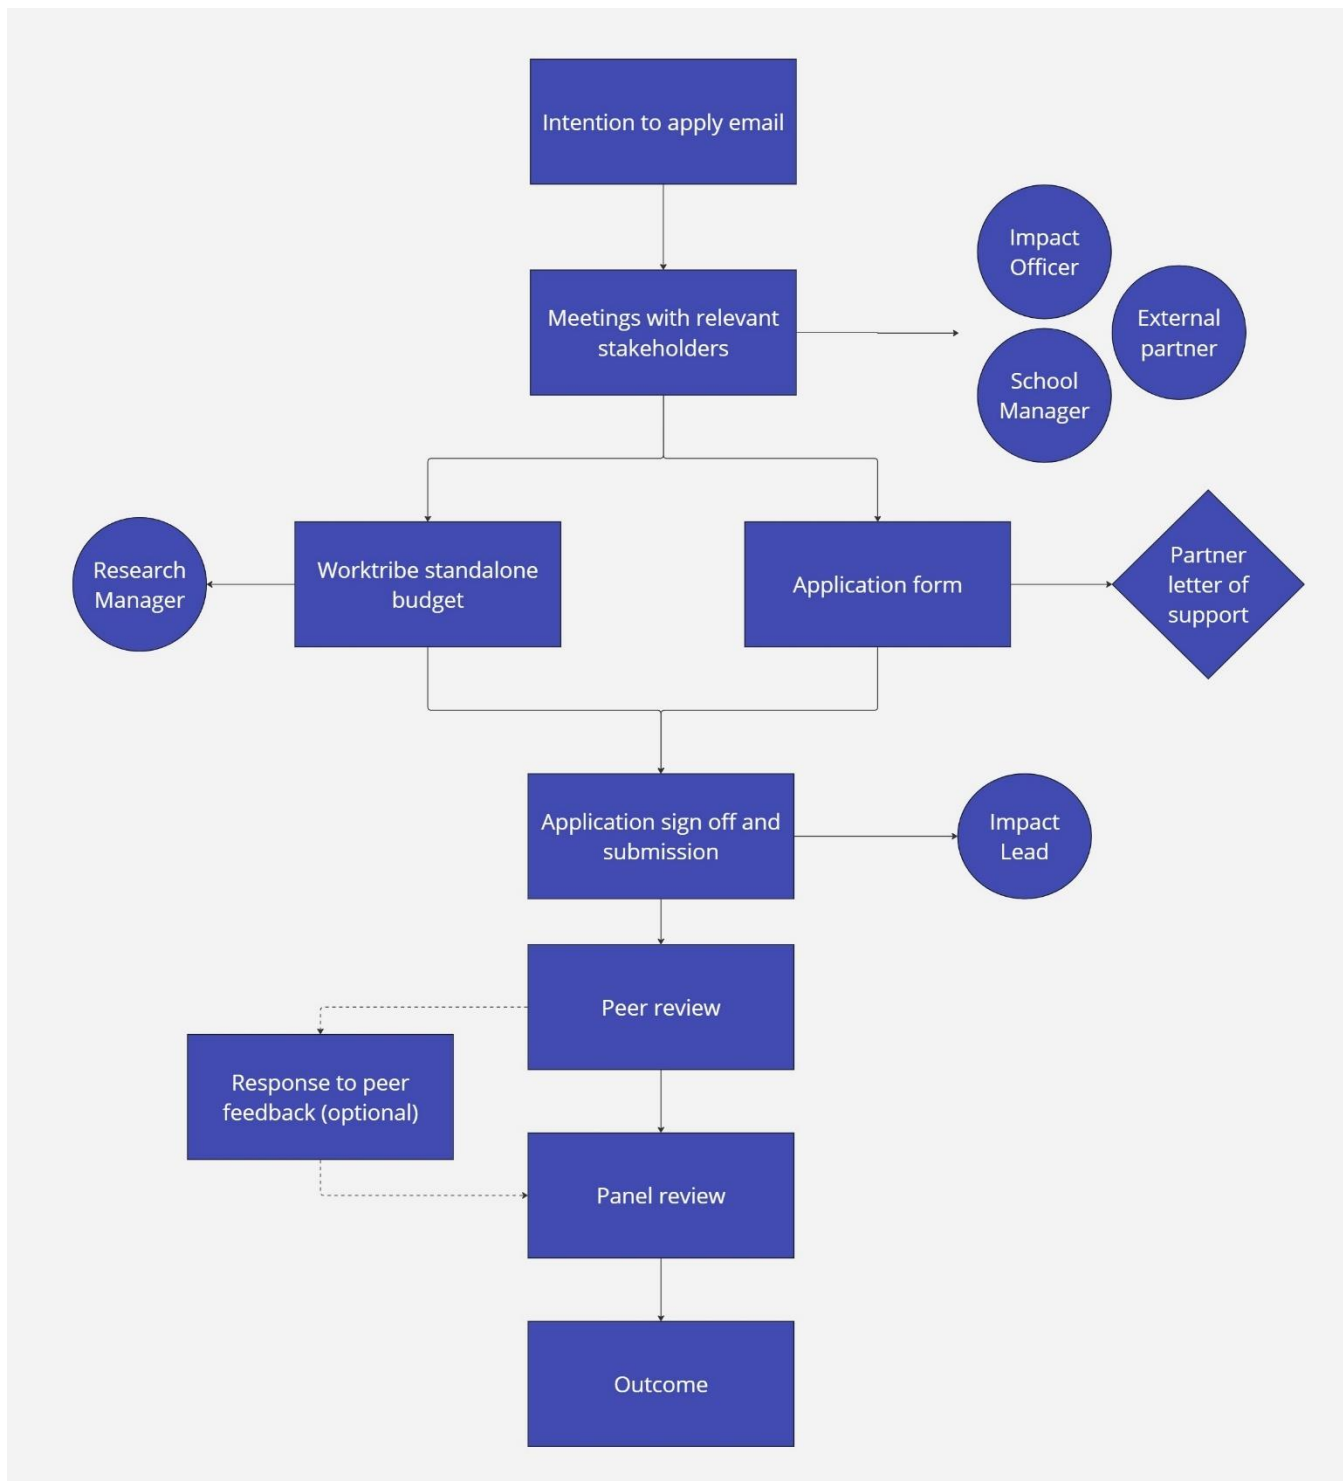 Intention to apply email
Impact
Officer
External
partner
Meetings with relevant
stakeholders
School
Manager
Research
Manager
Worktribe standalone
budget
Application form
Partner
letter of
support
Application sign off and
submission
Impact
Lead
Peer review
Response to peer
feedback (optional)
Panel review
Outcome